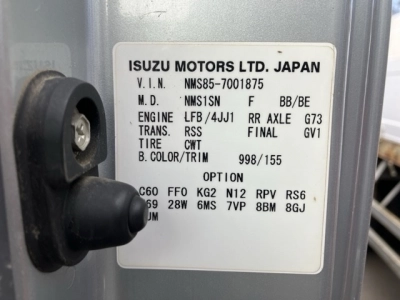 ISUZU MOTORS LTD. JAPAN
V.I.N. NMS85-7001875
M.D. NMS1SN F BB/BE
ENGINE LFB/4JJ1 RR AXLE G73
TRANS. RSS FINAL GV1
TIRE CWT
B.COLOR/TRIM 998/155
OPTION
C60 FF0 KG2 N12 RPV RS6
69 28W 6MS 7VP 8BM 8GJ